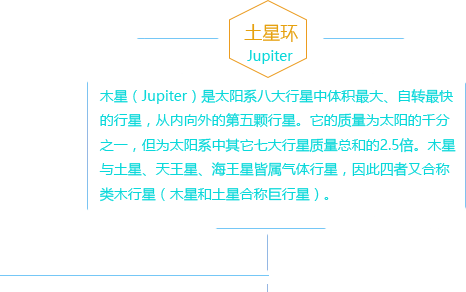 土星环
Jupiter
木星（Jupiter）是太阳系八大行星中体积最大、自转最快
的行星，从内向外的第五颗行星。它的质量为太阳的千分
之一，但为太阳系中其它七大行星质量总和的2.5倍。木星
与土星、天王星、海王星皆属气体行星，因此四者又合称
类木行星（木星和土星合称巨行星）。